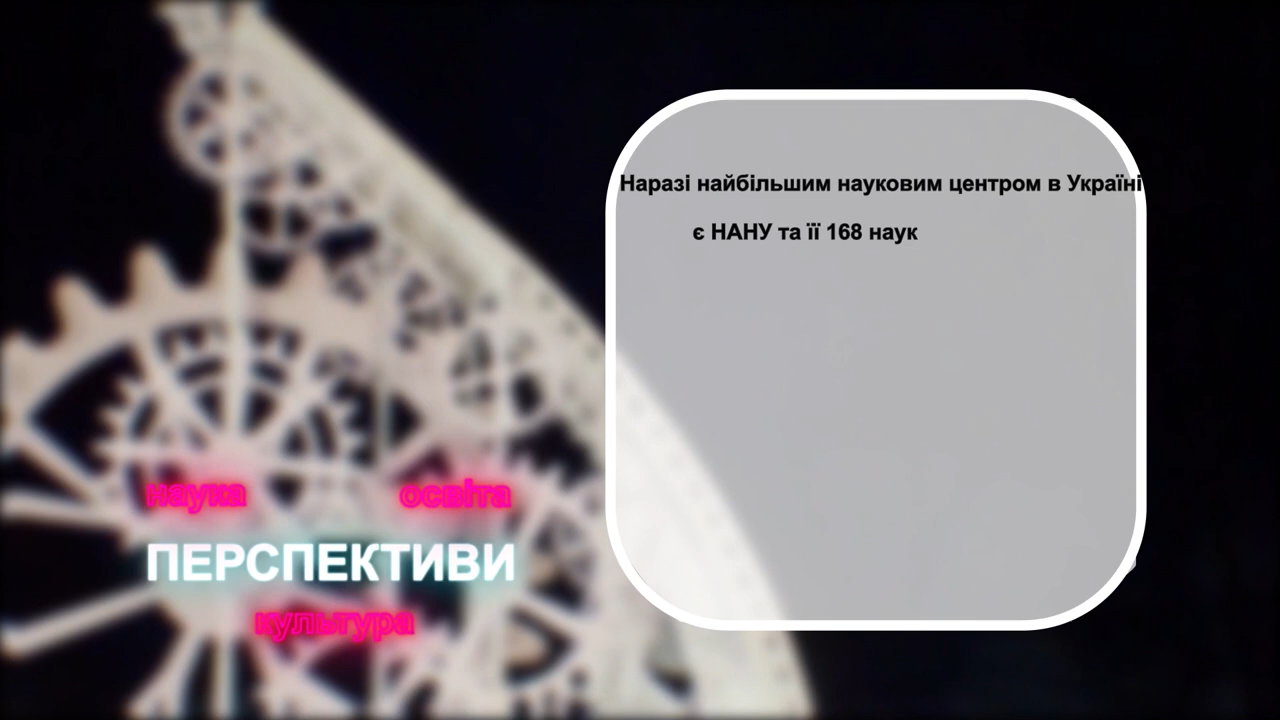 Наразі найбільшим науковим центром в Україні
є НАНУ та її 168 наук
наука освіта
ПЕРСПЕКТИВИ
культура